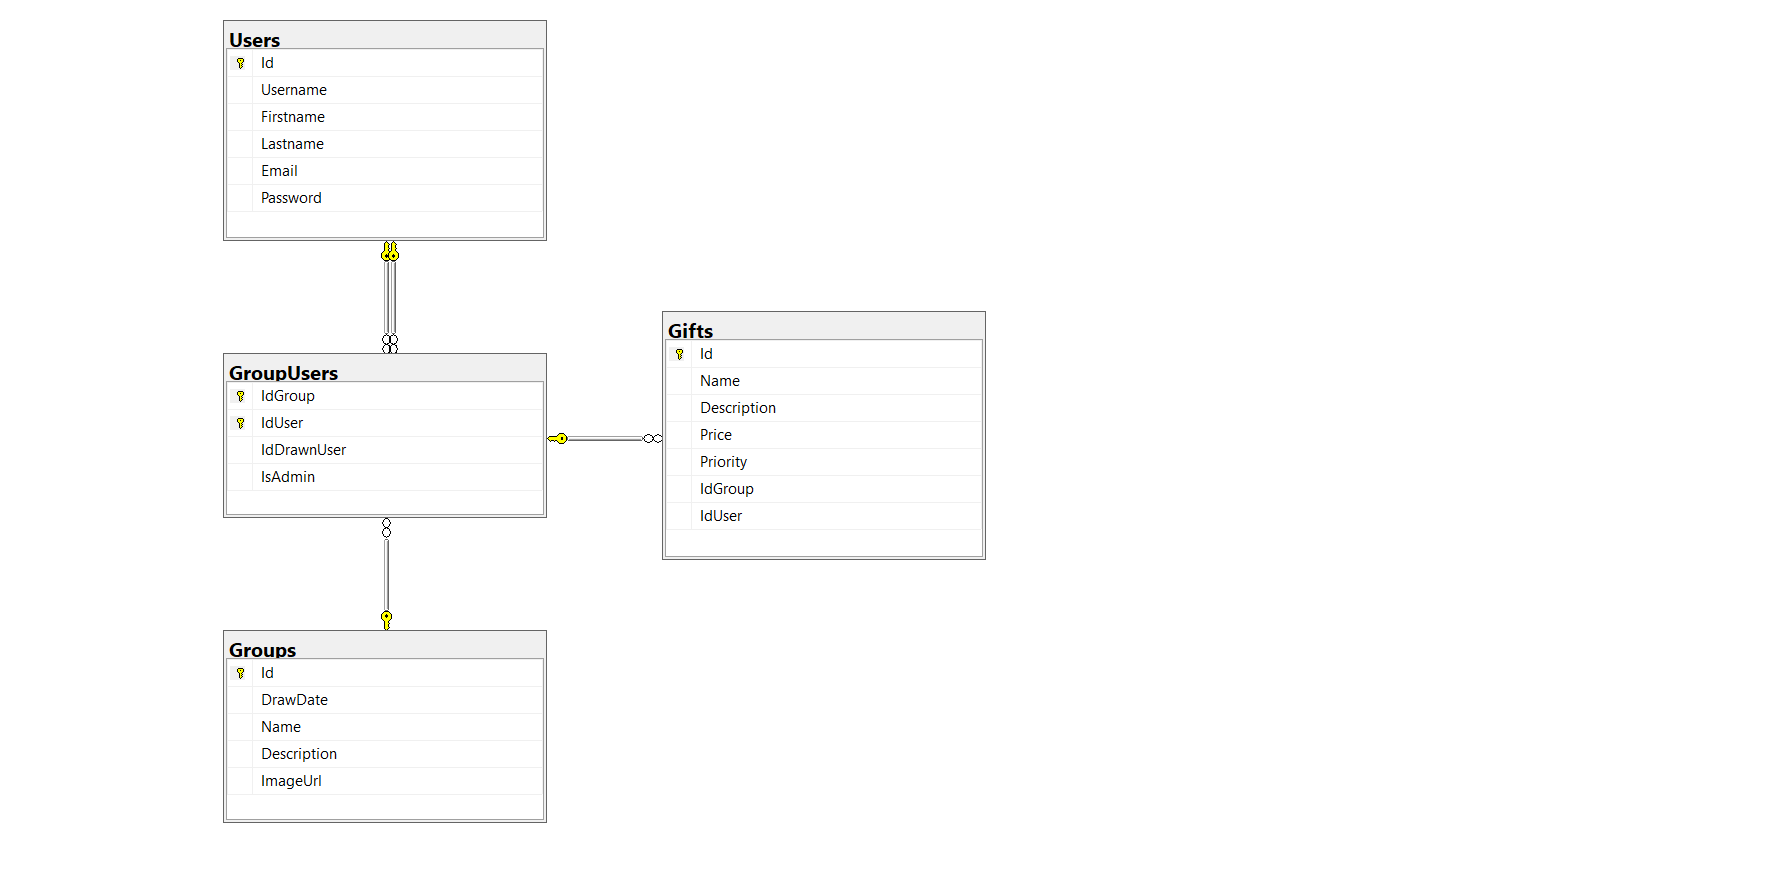 Users
Id
Username
Firstname
Lastname
Email
Password
GroupUsers
IdGroup
IdUser
IdDrawnUser
IsAdmin
Gifts
Id
Name
Description
Price
Priority
IdGroup
IdUser
Groups
Id
DrawDate
Name
Description
ImageUrl